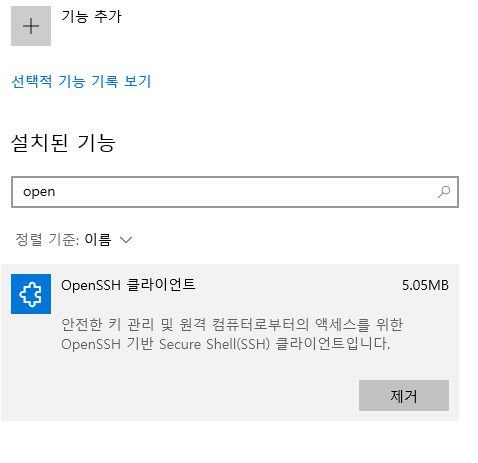 기능 추가
선택적 기능 기록 보기
설치된 기능
open
정렬 기준: 이름
OpenSSH 클라이언트 5.05MB
안전한 키 관리 및 원격 컴퓨터로부터의 액세스를 위한
OpenSSH 기반 Secure Shell(SSH) 클라이언트입니다.
제거